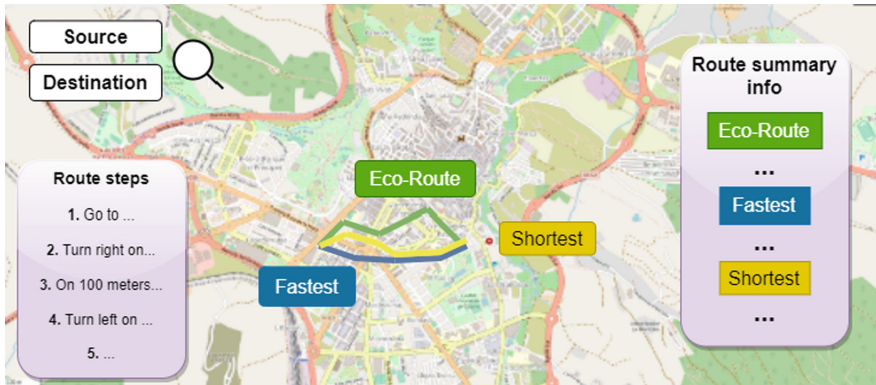 Source
Destination
Route steps
1. Go to ...
2. Turn right on...
3. On 100 meters...
4. Turn left on ...
5. ...
Eco-Route
Shortest
Fastest
Route summary
info
Eco-Route
...
Fastest
...
Shortest
...